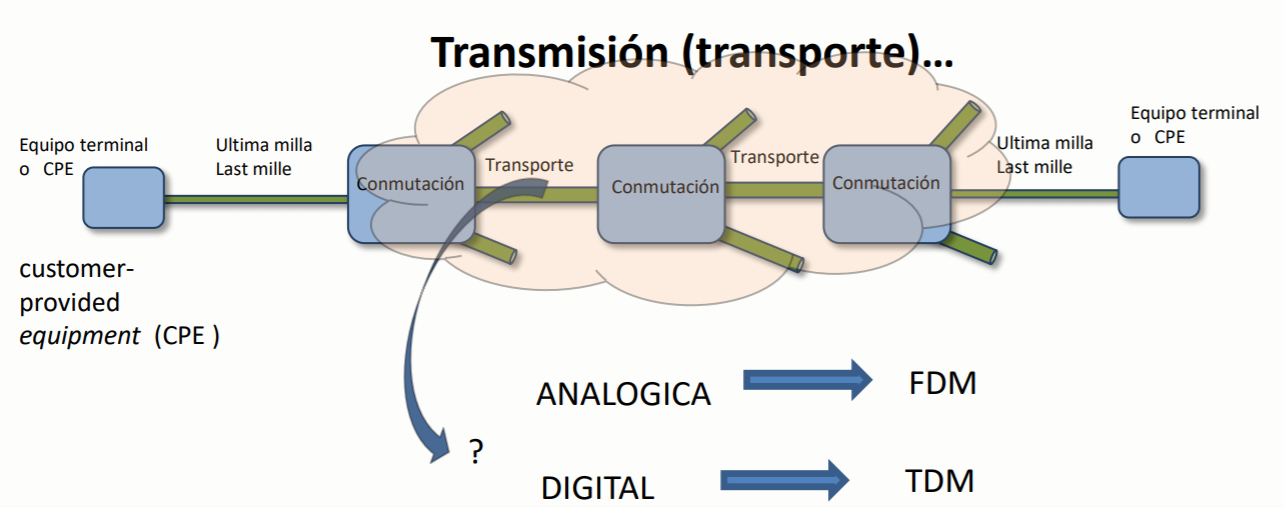 Transmisión (transporte)...
Equipo terminal
o CPE
Ultima milla
Last mille
Conmutación
Transporte
Conmutación
Transporte
Conmutación
Ultima milla
Last mille
Equipo terminal
o CPE
customer-
provided
equipment (CPE )
ANALOGICA
FDM
?
DIGITAL
TDM